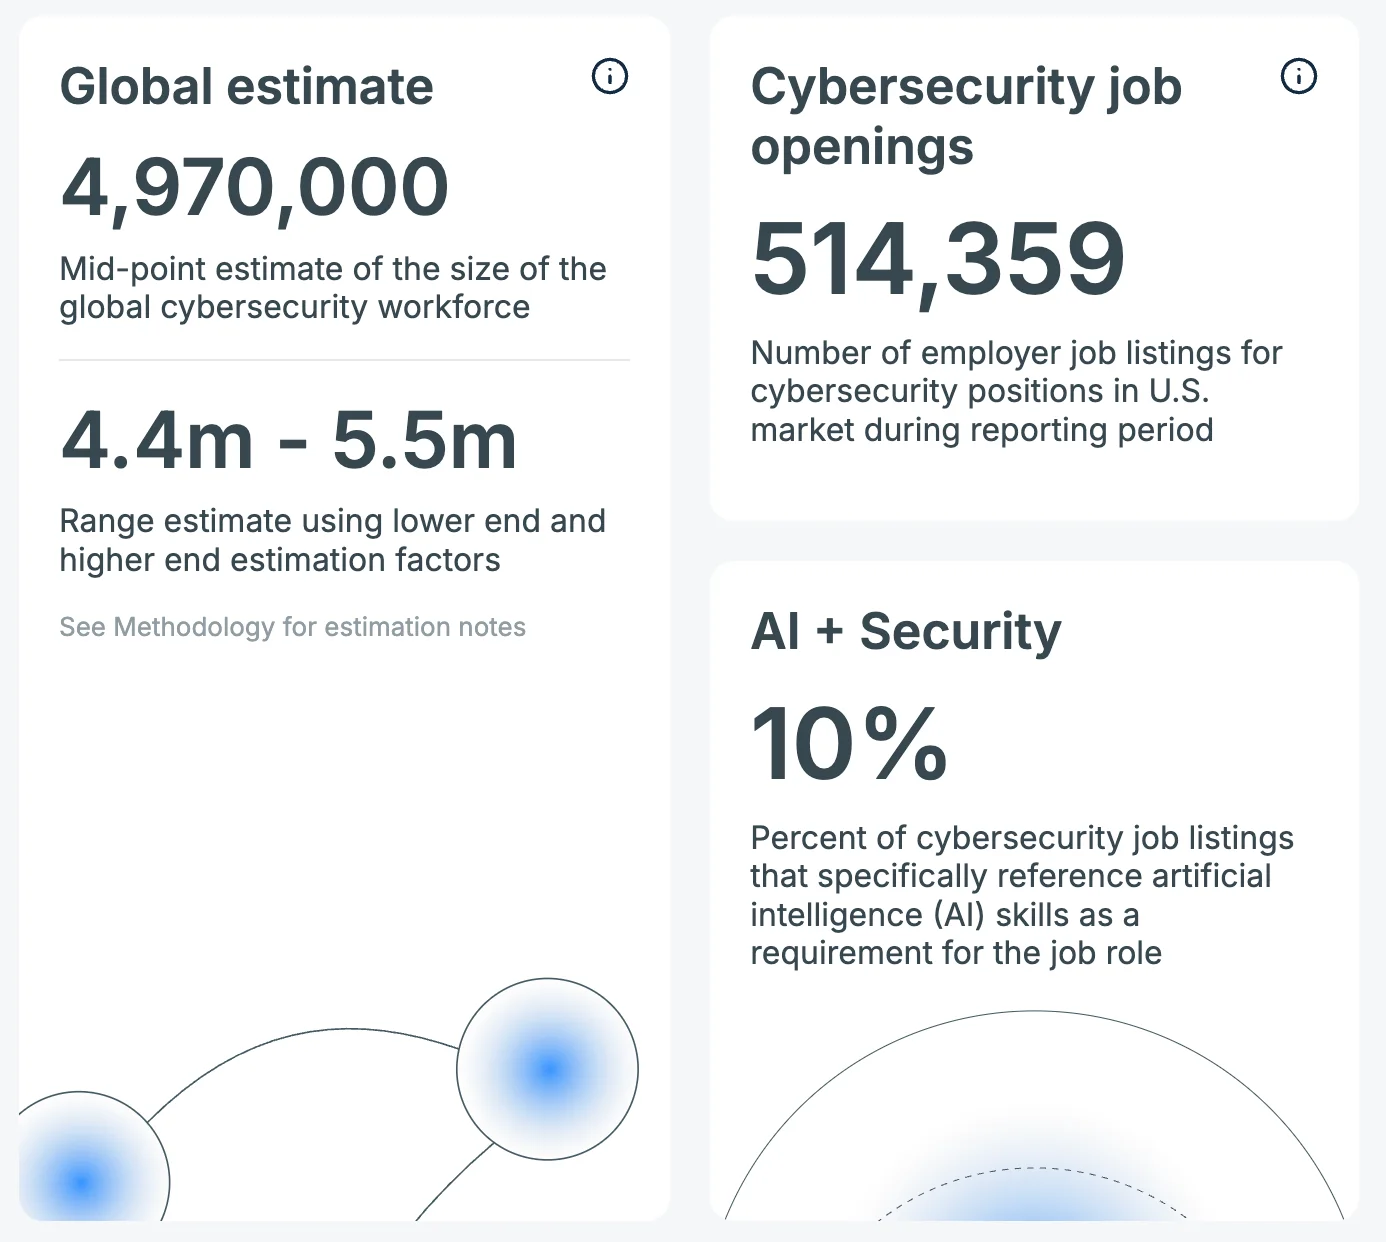 Global estimate
4,970,000
Mid-point estimate of the size of the
global cybersecurity workforce
4.4m - 5.5m
Range estimate using lower end and
higher end estimation factors
See Methodology for estimation notes
Cybersecurity job
openings
514,359
Number of employer job listings for
cybersecurity positions in U.S.
market during reporting period
AI + Security
10%
Percent of cybersecurity job listings
that specifically reference artificial
intelligence (AI) skills as a
requirement for the job role